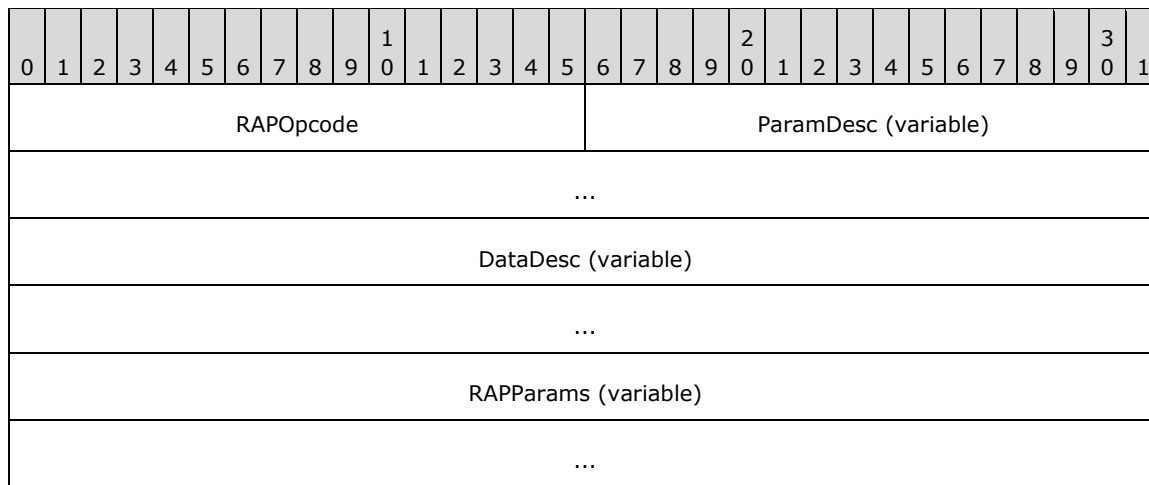 1 2 3
0 1 2 3 4 5 6 7 8 9 0 1 2 3 4 5 6 7 8 9 0 1 2 3 4 5 6 7 8 9 0 1
RAPOpcode ParamDesc (variable)
...
DataDesc (variable)
...
RAPParams (variable)
...